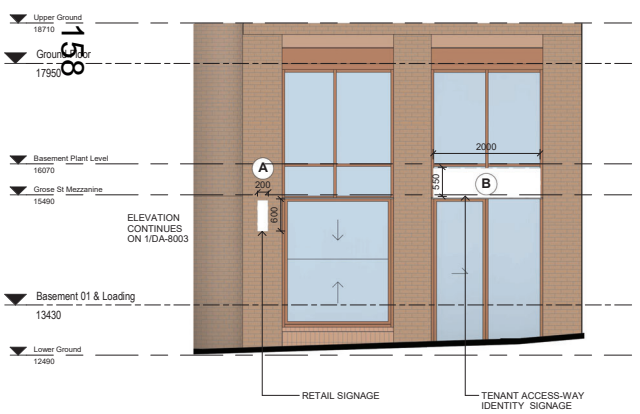 Upper Ground
18710
158
Ground Floor
17950
Basement Plant Level
16070
Grose St Mezzanine
15490
Basement 01 & Loading
13430
Lower Ground
12490
ELEVATION
CONTINUES
ON 1/DA-8003
A
200
600
2000
550
B
RETAIL SIGNAGE
TENANT ACCESS-WAY
IDENTITY SIGNAGE